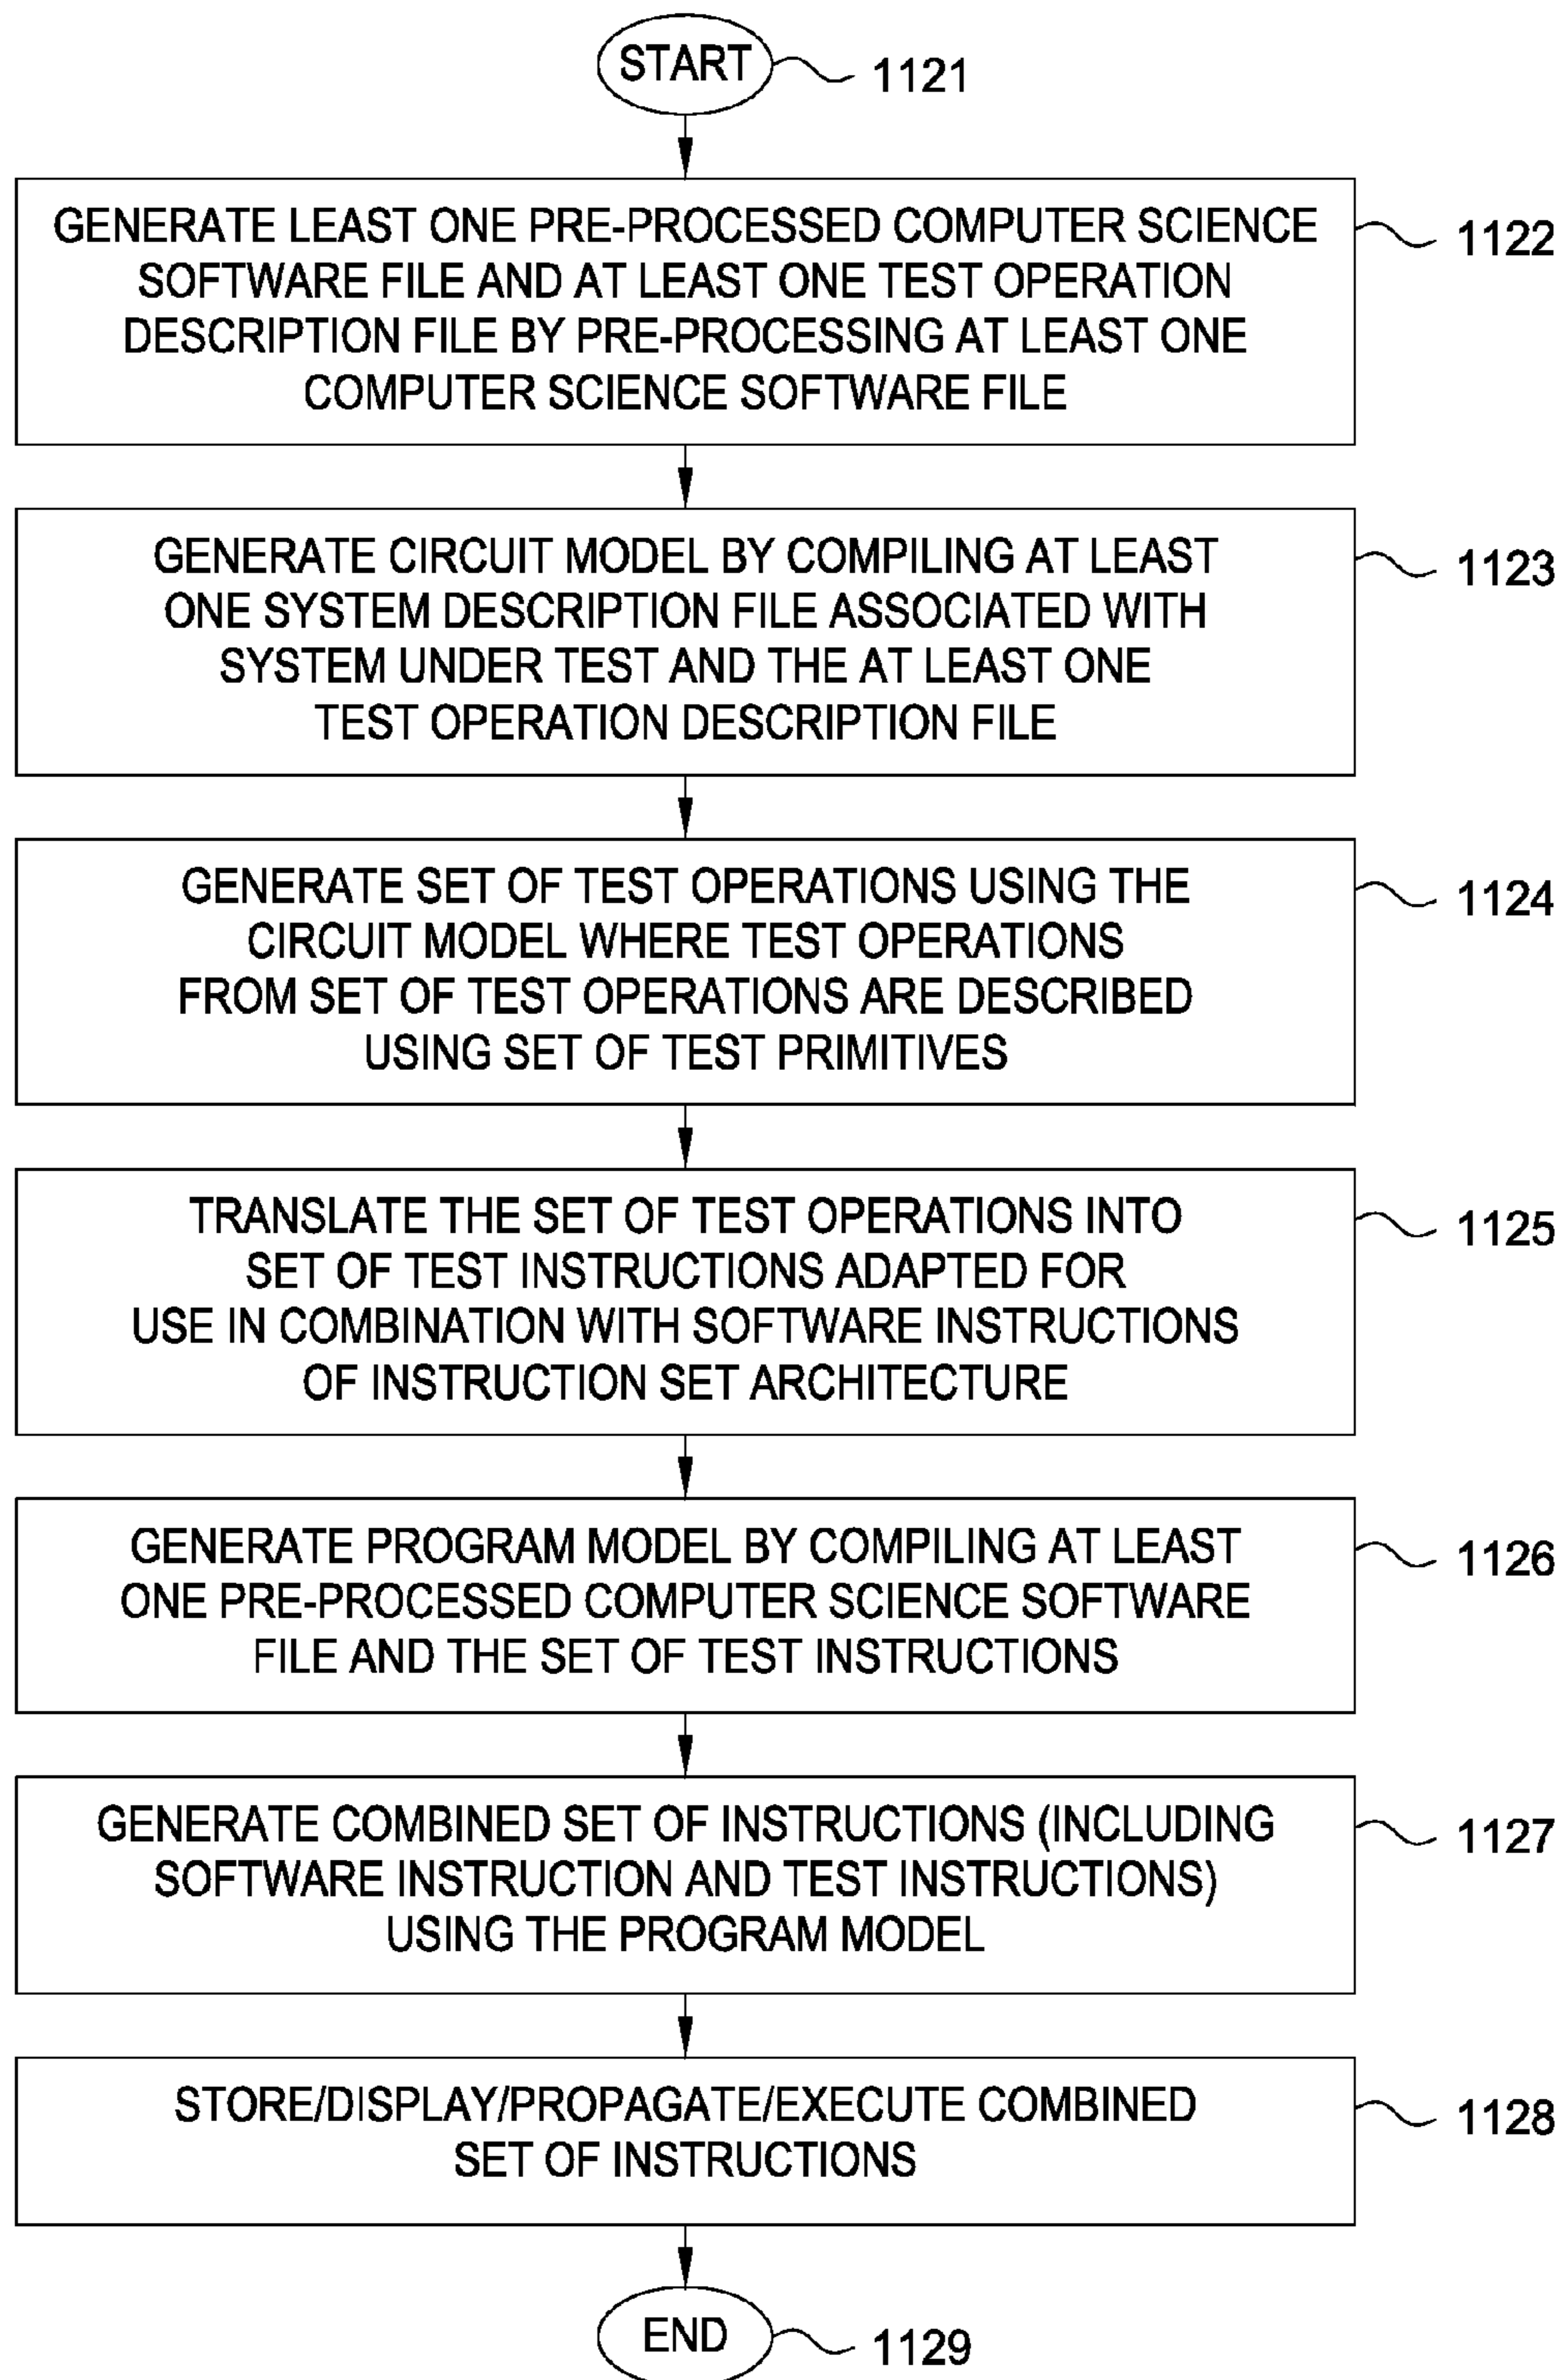 START
1121
GENERATE LEAST ONE PRE-PROCESSED COMPUTER SCIENCE
SOFTWARE FILE AND AT LEAST ONE TEST OPERATION
DESCRIPTION FILE BY PRE-PROCESSING AT LEAST ONE
COMPUTER SCIENCE SOFTWARE FILE
1122
GENERATE CIRCUIT MODEL BY COMPILING AT LEAST
ONE SYSTEM DESCRIPTION FILE ASSOCIATED WITH
SYSTEM UNDER TEST AND THE AT LEAST ONE
TEST OPERATION DESCRIPTION FILE
1123
GENERATE SET OF TEST OPERATIONS USING THE
CIRCUIT MODEL WHERE TEST OPERATIONS
FROM SET OF TEST OPERATIONS ARE DESCRIBED
USING SET OF TEST PRIMITIVES
1124
TRANSLATE THE SET OF TEST OPERATIONS INTO
SET OF TEST INSTRUCTIONS ADAPTED FOR
USE IN COMBINATION WITH SOFTWARE INSTRUCTIONS
OF INSTRUCTION SET ARCHITECTURE
1125
GENERATE PROGRAM MODEL BY COMPILING AT LEAST
ONE PRE-PROCESSED COMPUTER SCIENCE SOFTWARE
FILE AND THE SET OF TEST INSTRUCTIONS
1126
GENERATE COMBINED SET OF INSTRUCTIONS (INCLUDING
SOFTWARE INSTRUCTION AND TEST INSTRUCTIONS)
USING THE PROGRAM MODEL
1127
STORE/DISPLAY/PROPAGATE/EXECUTE COMBINED
SET OF INSTRUCTIONS
1128
END
1129